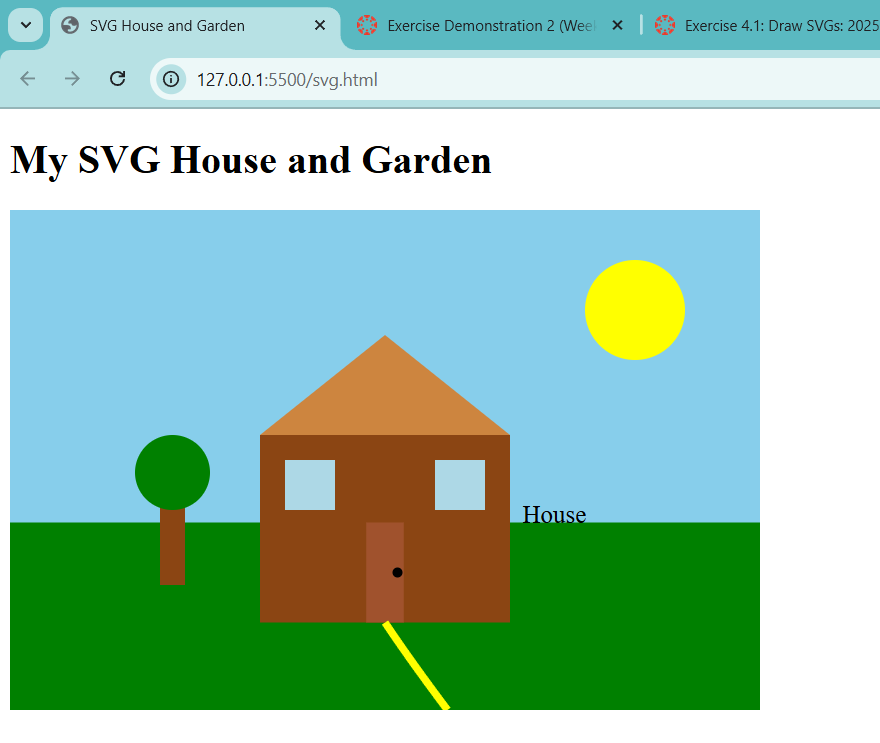 SVG House and Garden
Exercise Demonstration 2 (Wee
Exercise 4.1: Draw SVGs: 2025
127.0.0.1:5500/svg.html
My SVG House and Garden
House